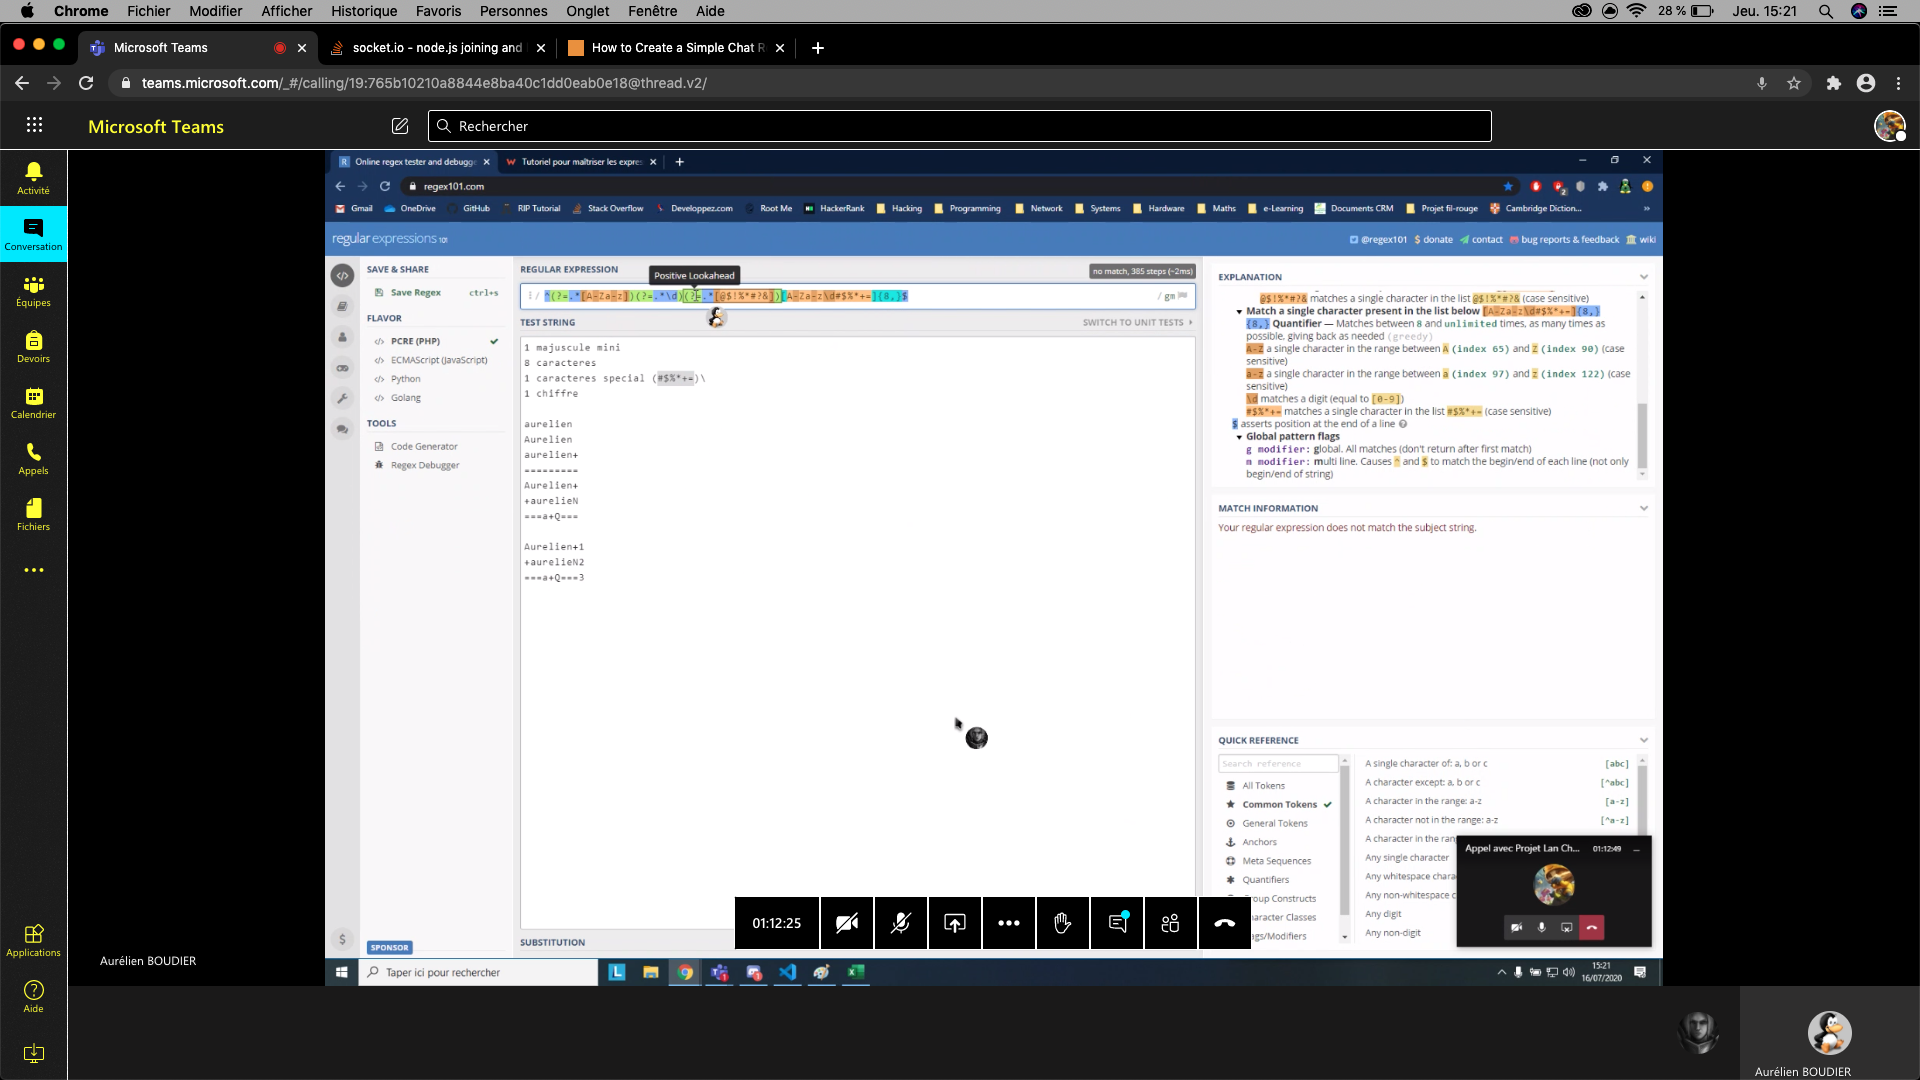 Chrome Fichier Modifier Afficher Historique Favoris Personnes Onglet Fenêtre Aide 28 % Jeu. 15:21
Microsoft Teams socket.io - node.js joining and How to Create a Simple Chat R
teams.microsoft.com/_#/calling/19:765b10210a8844e8ba40c1dd0eab0e18@thread.v2/
Microsoft Teams Rechercher
Activité
Conversation
Équipes
Devoirs
Calendrier
Appels
Fichiers
Applications
Aide
Online regex tester and debugge Tutoriel pour maîtriser les expres
regex101.com
Gmail OneDrive GitHub RIP Tutorial Stack Overflow Developpez.com Root Me HackerRank Hacking Programming Network Systems Hardware Maths e-Learning Documents CRM Projet fil-rouge Cambridge Diction... »
regular expressions 101 @regex101 $ donate contact bug reports & feedback wiki
SAVE & SHARE
Save Regex ctrl+s
FLAVOR
PCRE (PHP)
ECMAScript (JavaScript)
Python
Golang
TOOLS
Code Generator
Regex Debugger
SPONSOR
REGULAR EXPRESSION Positive Lookahead no match, 385 steps (~2ms)
/ ^(?=.*[A-Za-z])(?=.*\d)(?=.*[@$!%*#?&])[A-Za-z\d#$%*+=]{8,}$ / gm
TEST STRING SWITCH TO UNIT TESTS
1 majuscule mini
8 caracteres
1 caracteres special (#$%*+=)\
1 chiffre
aurelien
Aurelien
aurelien+
=========
Aurelien+
+aurelieN
===a+Q===
Aurelien+1
+aurelieN2
===a+Q===3
SUBSTITUTION
EXPLANATION
@$!%*#?& matches a single character in the list @$!%*#?& (case sensitive)
Match a single character present in the list below [A-Za-z\d#$%*+=]{8,}
{8,} Quantifier — Matches between 8 and unlimited times, as many times as
possible, giving back as needed (greedy)
A-Z a single character in the range between A (index 65) and Z (index 90) (case
sensitive)
a-z a single character in the range between a (index 97) and z (index 122) (case
sensitive)
\d matches a digit (equal to [0-9])
#$%*+= matches a single character in the list #$%*+= (case sensitive)
$ asserts position at the end of a line
Global pattern flags
g modifier: global. All matches (don't return after first match)
m modifier: multi line. Causes ^ and $ to match the begin/end of each line (not only
begin/end of string)
MATCH INFORMATION
Your regular expression does not match the subject string.
QUICK REFERENCE
Search reference
All Tokens
Common Tokens
General Tokens
Anchors
Meta Sequences
Quantifiers
Group Constructs
Character Classes
Flags/Modifiers
A single character of: a, b or c [abc]
A character except: a, b or c [^abc]
A character in the range: a-z [a-z]
A character not in the range: a-z [^a-z]
A character in the ran
Any single character
Any whitespace chara
Any non-whitespace c
Any digit
Any non-digit
Appel avec Projet Lan Ch... 01:12:49
01:12:25
Aurélien BOUDIER
Taper ici pour rechercher
15:21
16/07/2020
Aurélien BOUDIER